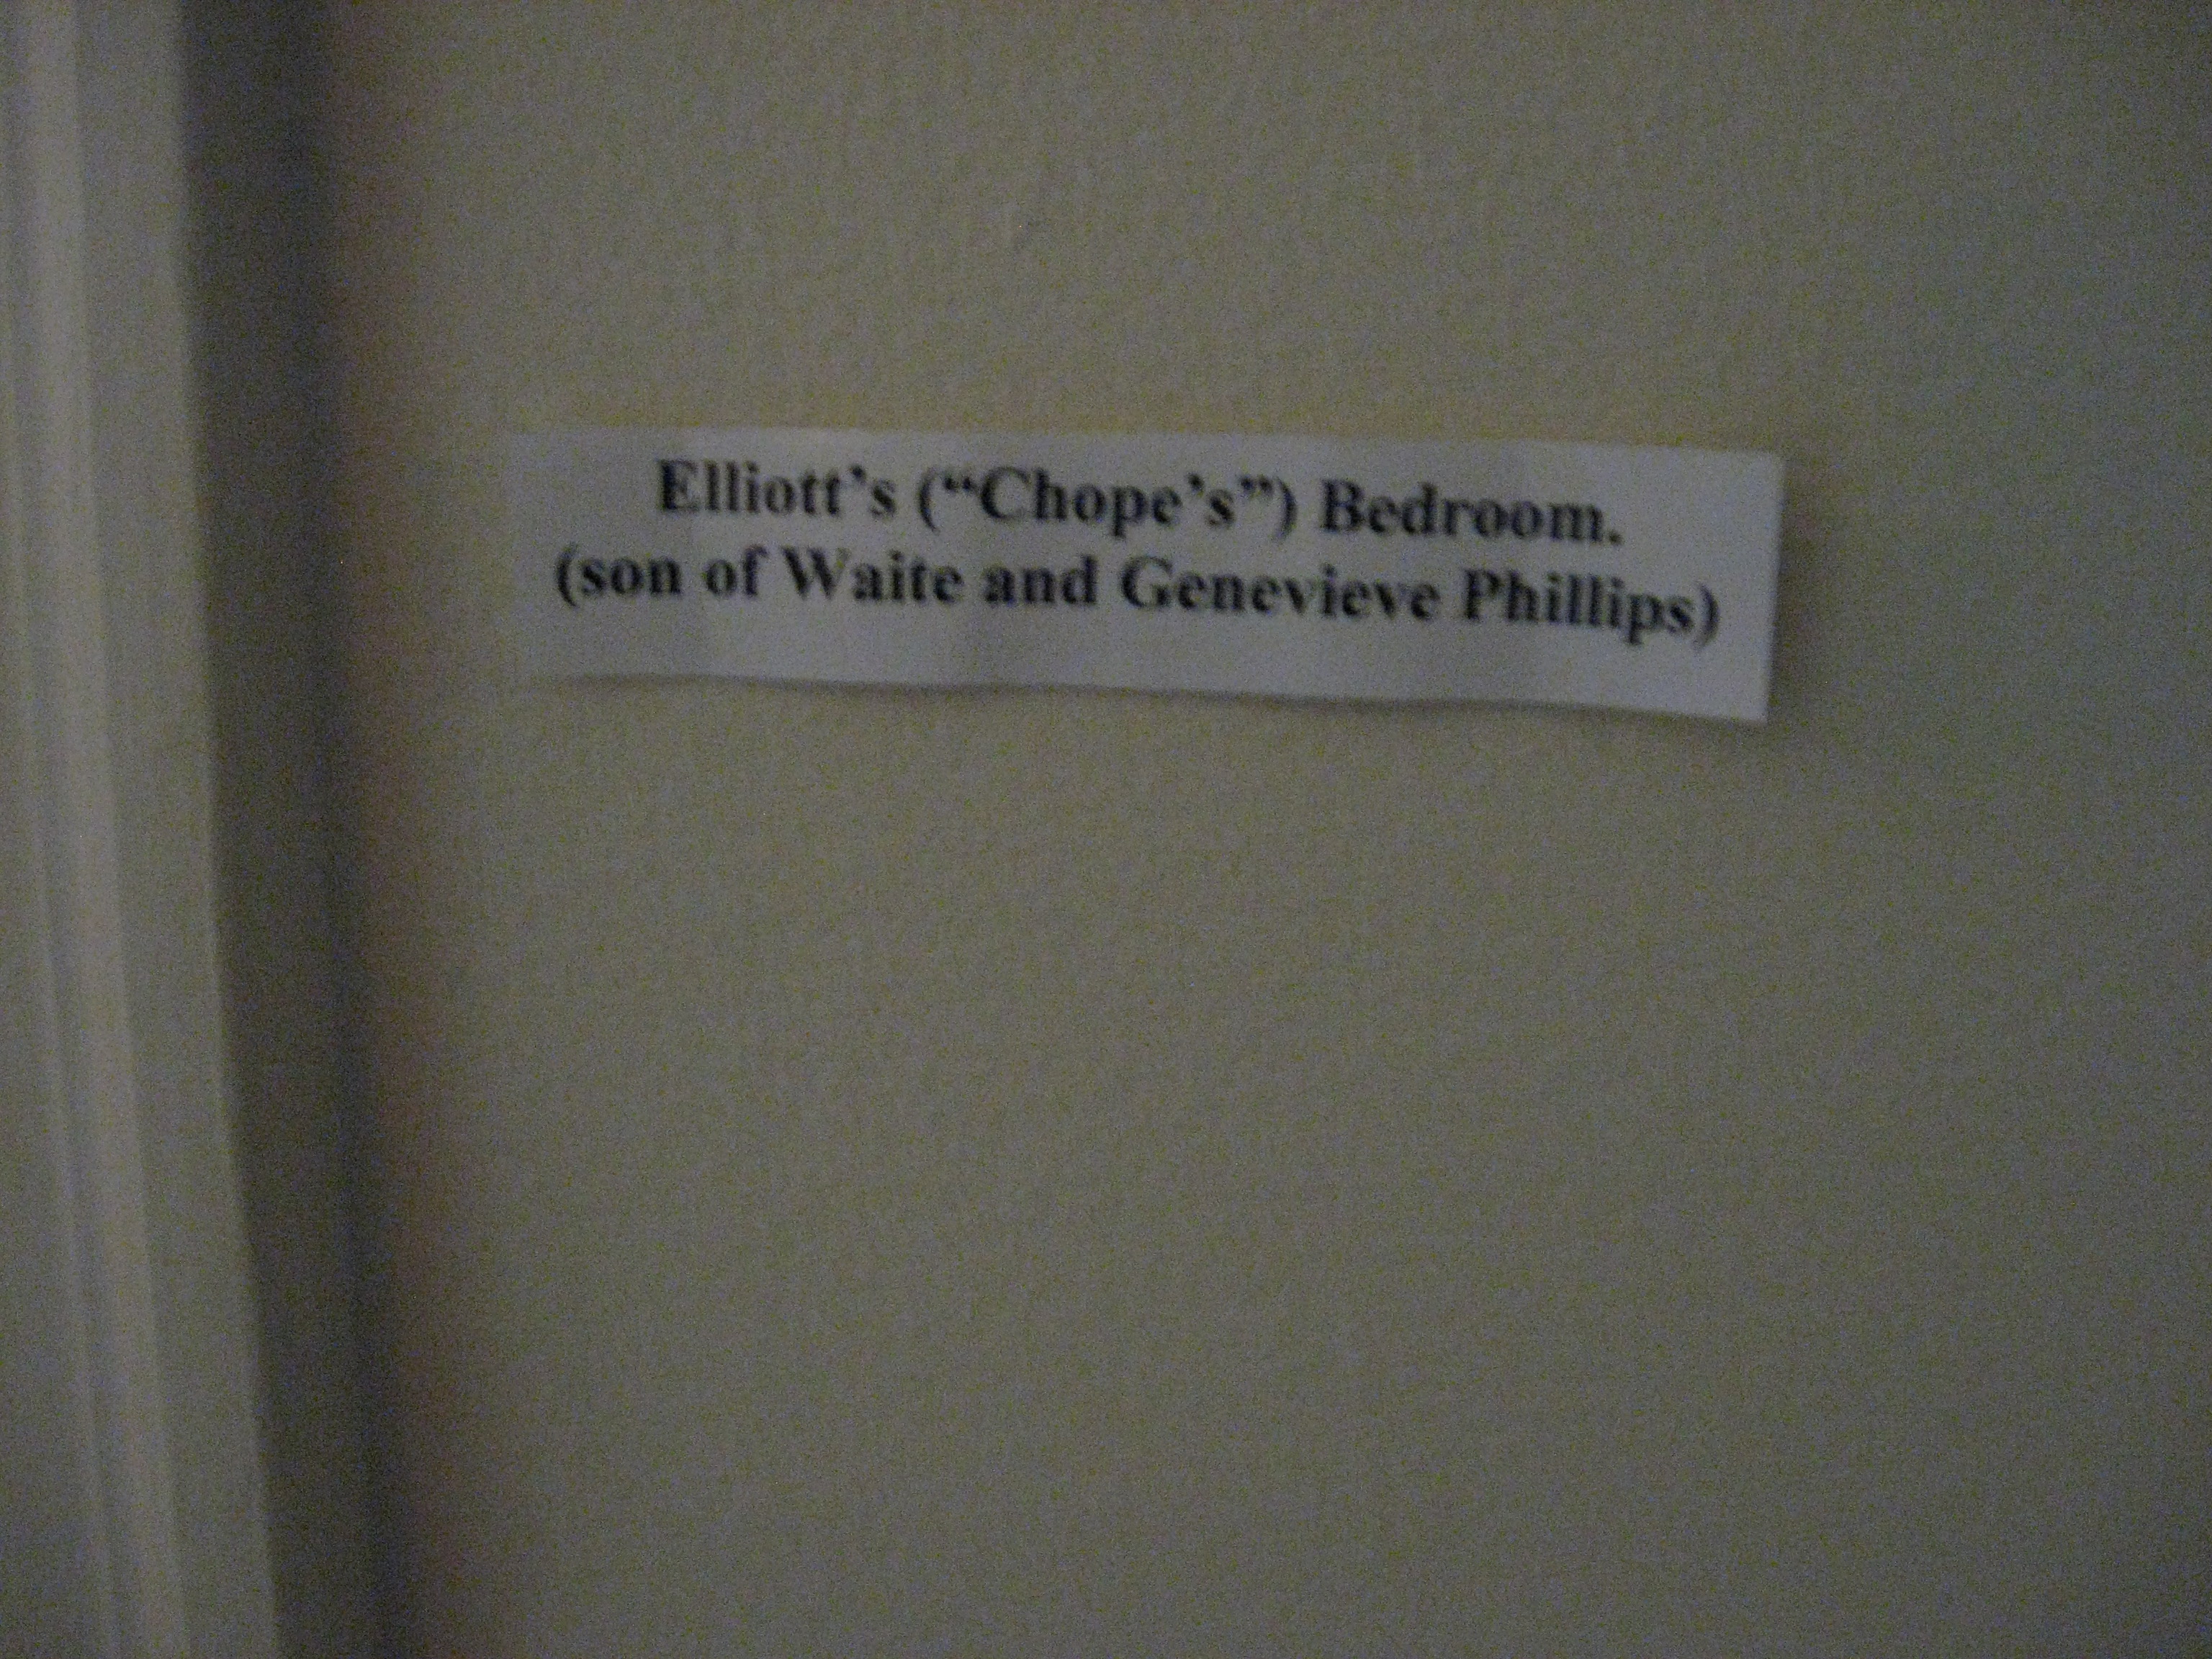 Elliott’s (“Chope’s”) Bedroom.
(son of Waite and Genevieve Phillips)